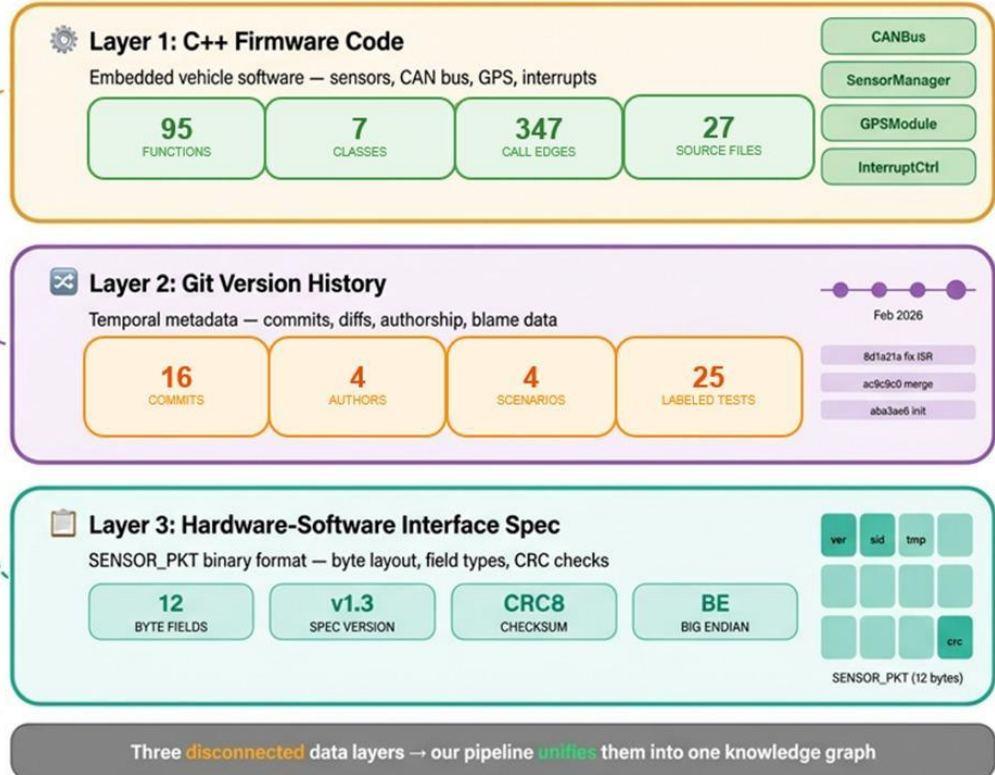 Layer 1: C++ Firmware Code
Embedded vehicle software — sensors, CAN bus, GPS, interrupts
95
FUNCTIONS
7
CLASSES
347
CALL EDGES
27
SOURCE FILES
CANBus
SensorManager
GPSModule
InterruptCtrl
Layer 2: Git Version History
Temporal metadata — commits, diffs, authorship, blame data
16
COMMITS
4
AUTHORS
4
SCENARIOS
25
LABELED TESTS
Feb 2026
8d1a21a fix ISR
ac9c9c0 merge
aba3ae6 init
Layer 3: Hardware-Software Interface Spec
SENSOR_PKT binary format — byte layout, field types, CRC checks
12
BYTE FIELDS
v1.3
SPEC VERSION
CRC8
CHECKSUM
BE
BIG ENDIAN
ver sid tmp
crc
SENSOR_PKT (12 bytes)
Three disconnected data layers → our pipeline unifies them into one knowledge graph